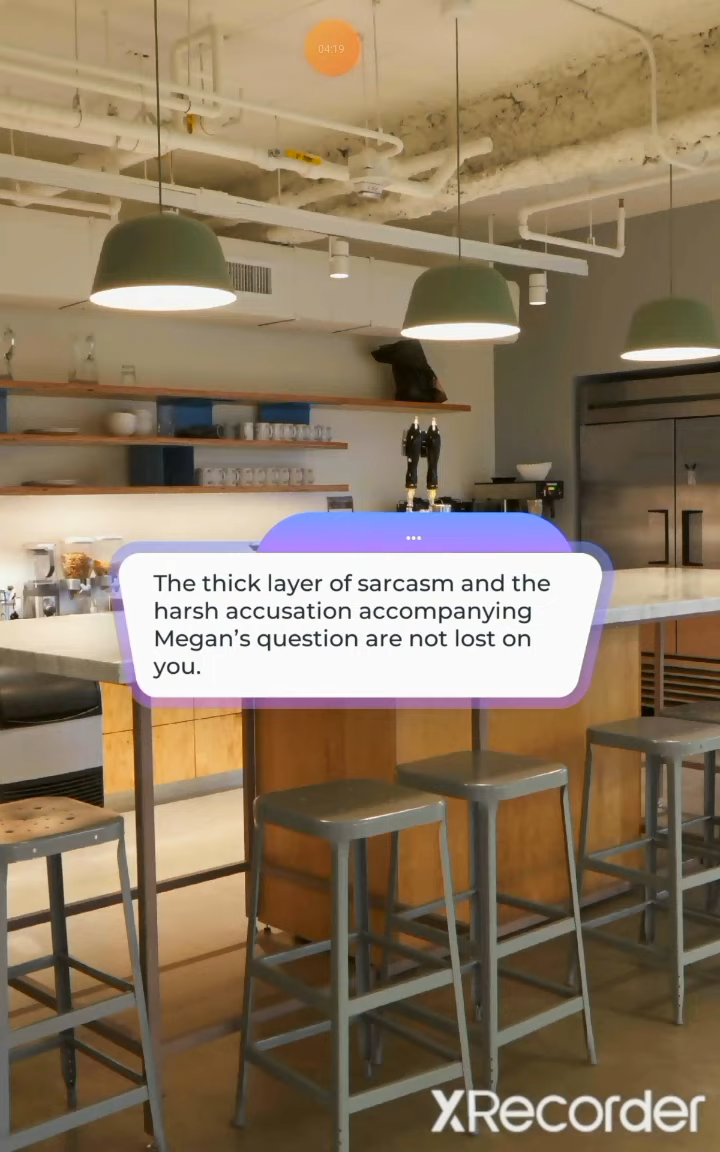 04:19
...
The thick layer of sarcasm and the
harsh accusation accompanying
Megan’s question are not lost on
you.
XRecorder